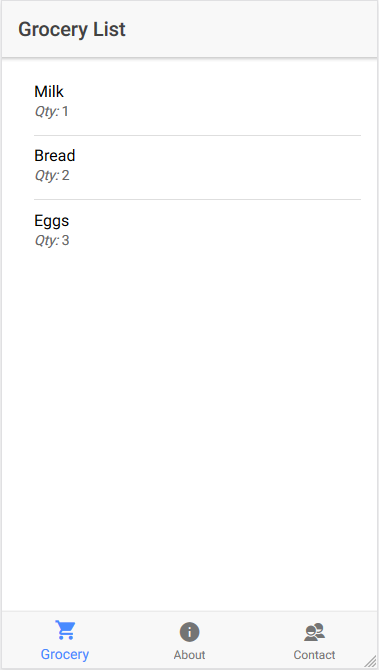 Grocery List
Milk
Qty: 1
Bread
Qty: 2
Eggs
Qty: 3
Grocery
About
Contact